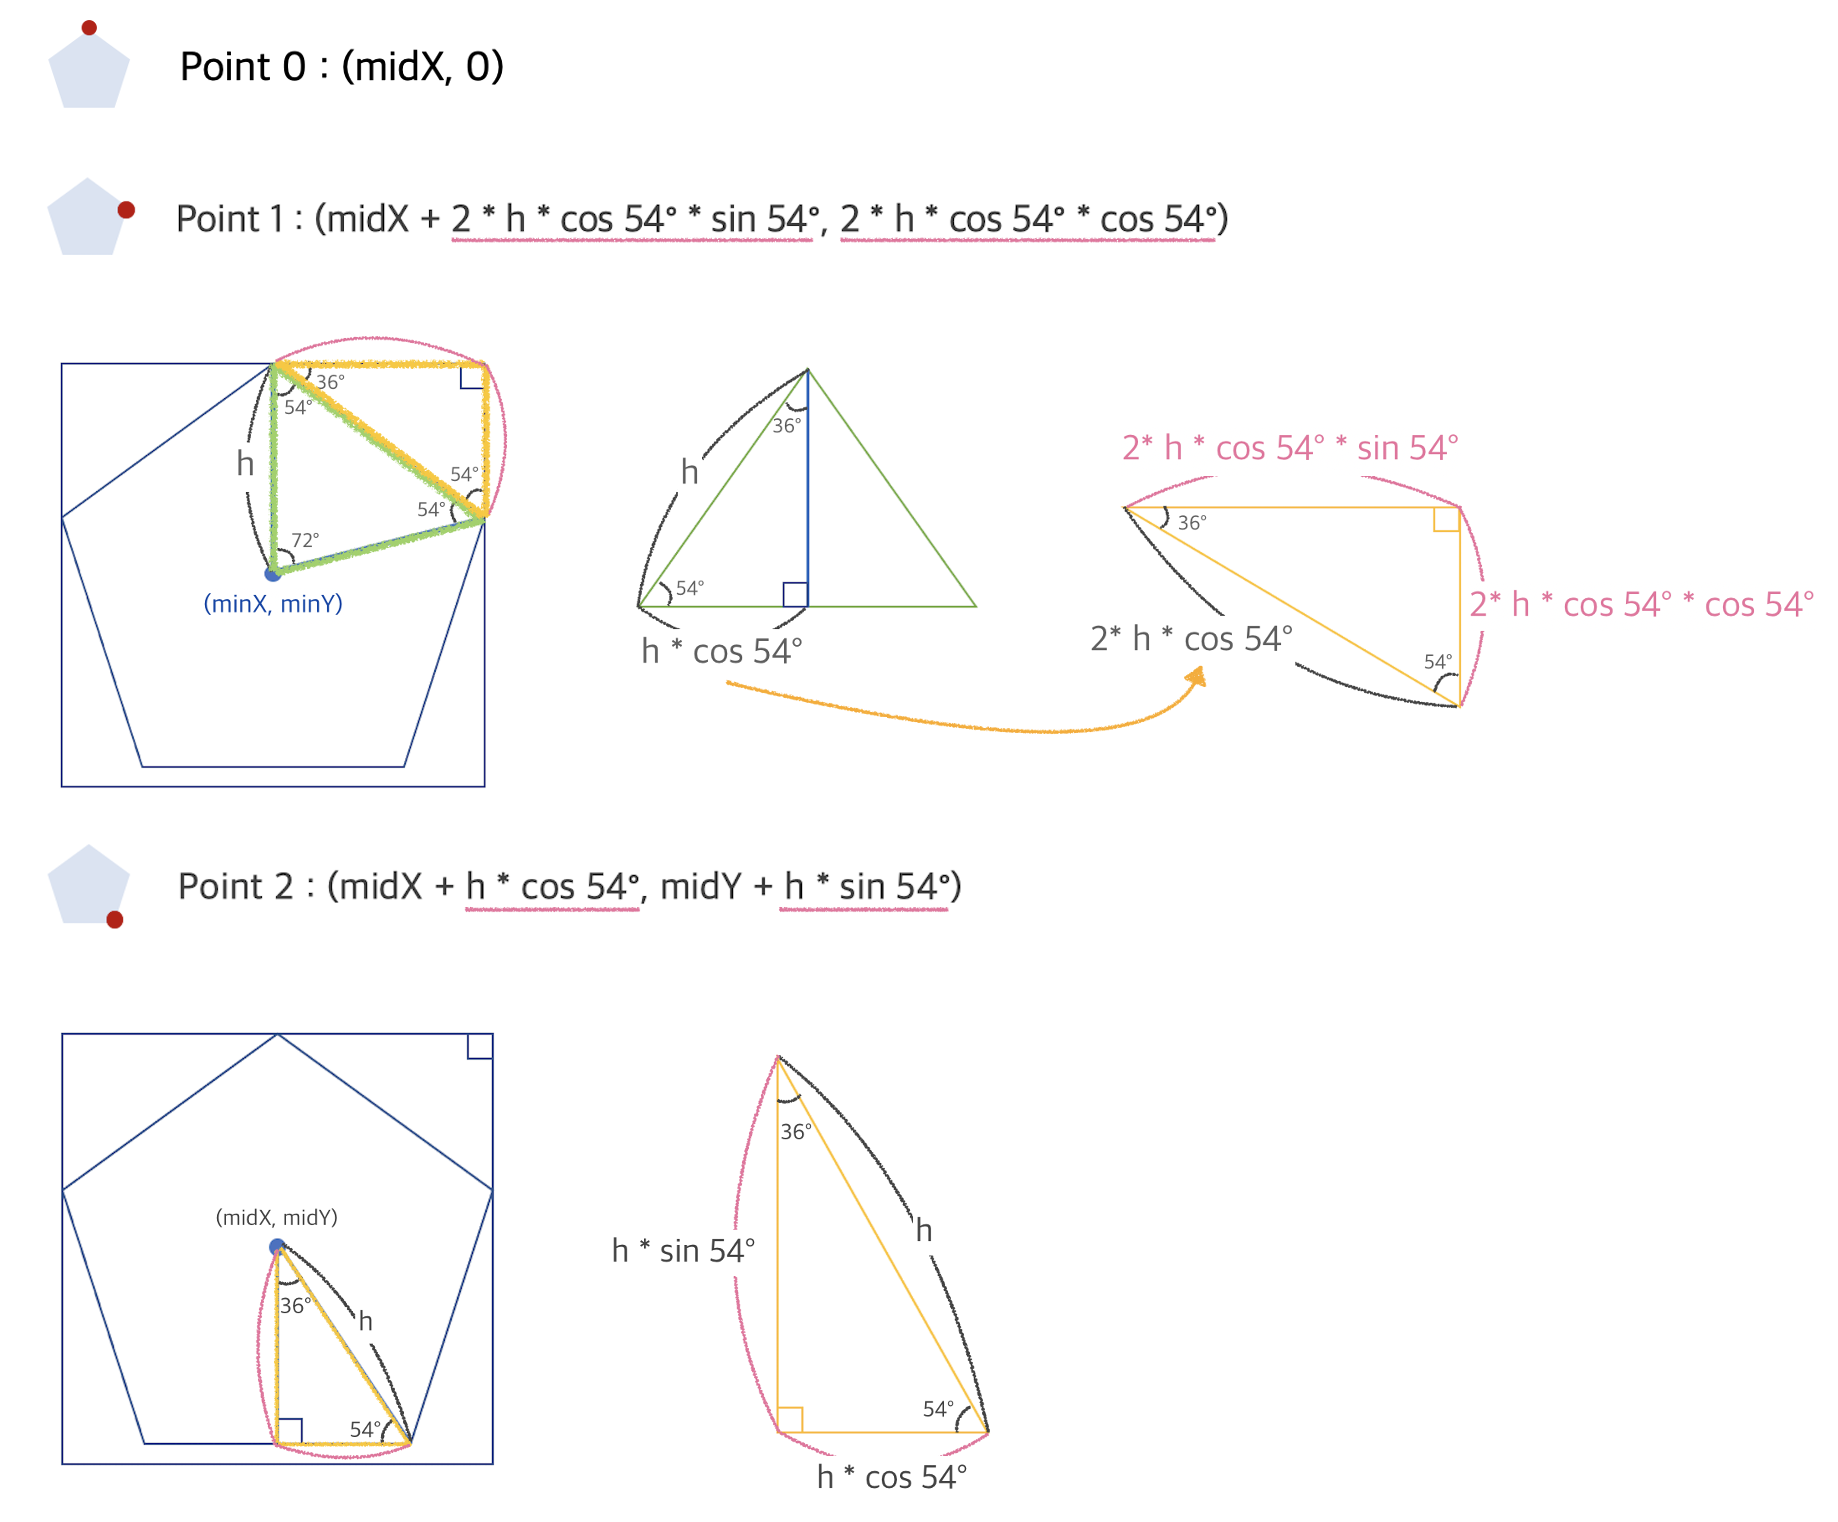 Point 0 : (midX, 0)
Point 1 : (midX + 2 * h * cos 54° * sin 54°, 2 * h * cos 54° * cos 54°)
36°
54°
h
54°
54°
72°
(minX, minY)
36°
h
54°
h * cos 54°
2* h * cos 54° * sin 54°
36°
2* h * cos 54° * cos 54°
2* h * cos 54°
54°
Point 2 : (midX + h * cos 54°, midY + h * sin 54°)
(midX, midY)
36°
h
54°
36°
h
h * sin 54°
54°
h * cos 54°